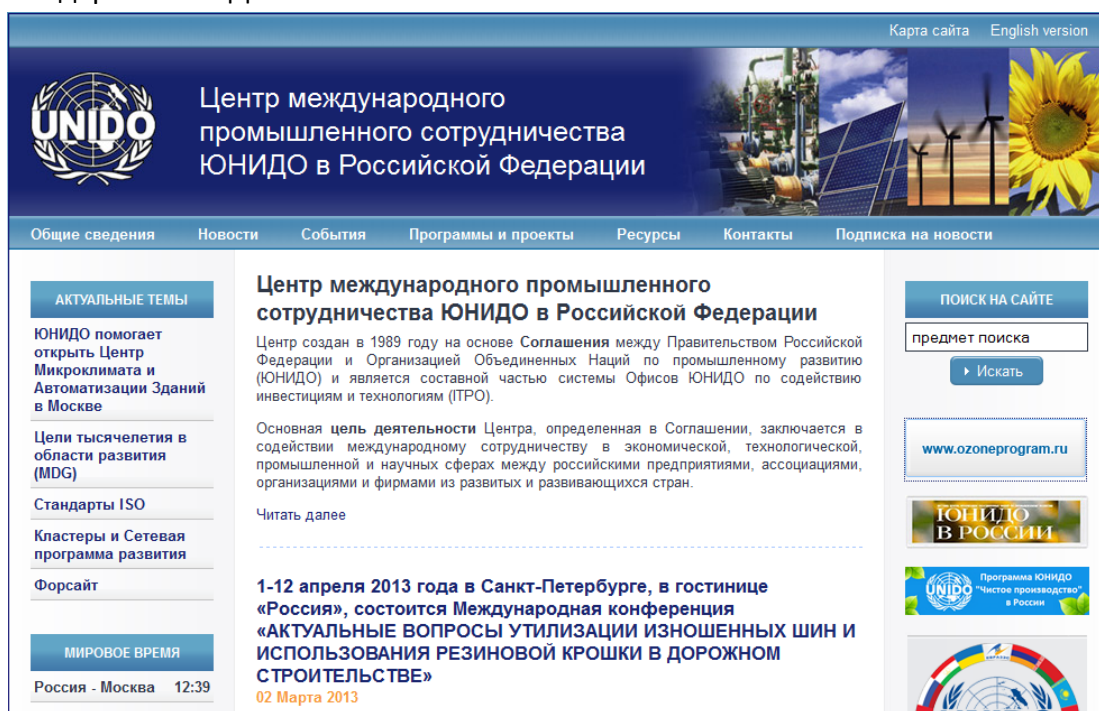 Карта сайта English version
UNIDO
Центр международного
промышленного сотрудничества
ЮНИДО в Российской Федерации
Общие сведения Новости События Программы и проекты Ресурсы Контакты Подписка на новости
АКТУАЛЬНЫЕ ТЕМЫ
ЮНИДО помогает
открыть Центр
Микроклимата и
Автоматизации Зданий
в Москве
Цели тысячелетия в
области развития
(MDG)
Стандарты ISO
Кластеры и Сетевая
программа развития
Форсайт
МИРОВОЕ ВРЕМЯ
Россия - Москва 12:39
Центр международного промышленного
сотрудничества ЮНИДО в Российской Федерации
Центр создан в 1989 году на основе Соглашения между Правительством Российской
Федерации и Организацией Объединенных Наций по промышленному развитию
(ЮНИДО) и является составной частью системы Офисов ЮНИДО по содействию
инвестициям и технологиям (ITPO).
Основная цель деятельности Центра, определенная в Соглашении, заключается в
содействии международному сотрудничеству в экономической, технологической,
промышленной и научных сферах между российскими предприятиями, ассоциациями,
организациями и фирмами из развитых и развивающихся стран.
Читать далее
1-12 апреля 2013 года в Санкт-Петербурге, в гостинице
«Россия», состоится Международная конференция
«АКТУАЛЬНЫЕ ВОПРОСЫ УТИЛИЗАЦИИ ИЗНОШЕННЫХ ШИН И
ИСПОЛЬЗОВАНИЯ РЕЗИНОВОЙ КРОШКИ В ДОРОЖНОМ
СТРОИТЕЛЬСТВЕ»
02 Марта 2013
ПОИСК НА САЙТЕ
предмет поиска
Искать
www.ozoneprogram.ru
ЮНИДО
В РОССИИ
UNIDO
Программа ЮНИДО
"Чистое производство"
в России